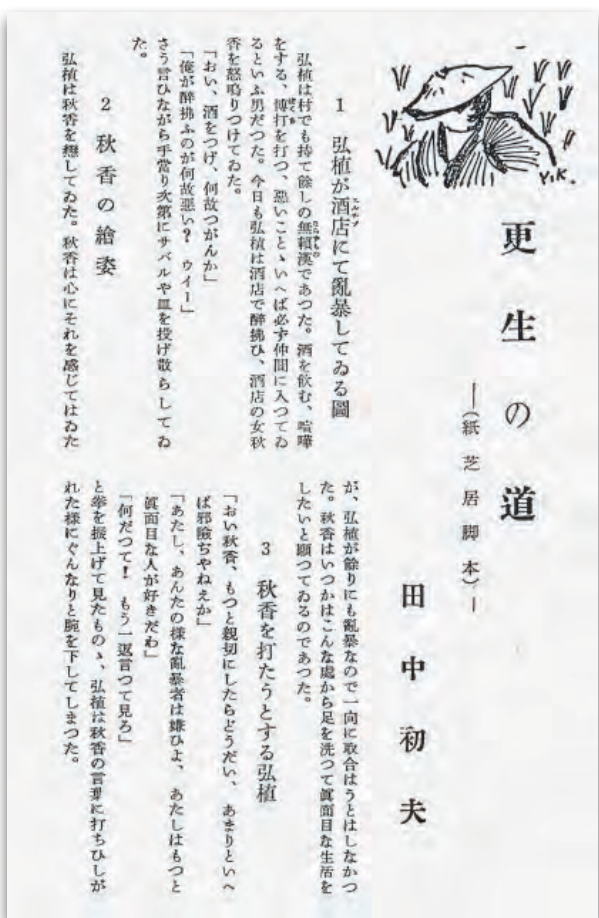 更生の道
―(紙芝居脚本)―
田中初夫
Y.K.
1 弘植が酒店にて亂暴してゐる圖
弘植は村でも持て餘しの無頼漢であつた。酒を飮む、喧嘩
をする、博打を打つ、惡いことゝいへば必ず仲間に入つてゐ
るといふ男だつた。今日も弘植は酒店で醉拂ひ、酒店の女秋
香を怒鳴りつけてゐた。
「おい、酒をつげ、何故つがんか」
「俺が醉拂ふのが何故惡い? ウイー」
さう言ひながら手當り次第にサバルや皿を投げ散らしてゐ
た。
2 秋香の繪姿
弘植は秋香を想してゐた。秋香は心にそれを感じてはゐた
が、弘植が餘りにも亂暴なので一向に取合はうとはしなかつ
た。秋香はいつかはこんな處から足を洗つて眞面目な生活を
したいと願つてゐるのであつた。
3 秋香を打たうとする弘植
「おい秋香、もつと親切にしたらどうだい、あまりといへ
ば邪險ぢやねえか」
「あたし、あんたの樣な亂暴者は嫌ひよ、あたしはもつと
眞面目な人が好きだわ」
「何だつて! もう一返言つて見ろ」
と拳を振上げて見たものゝ、弘植は秋香の言葉に打ちひしが
れた樣にぐんなりと腕を下してしまつた。